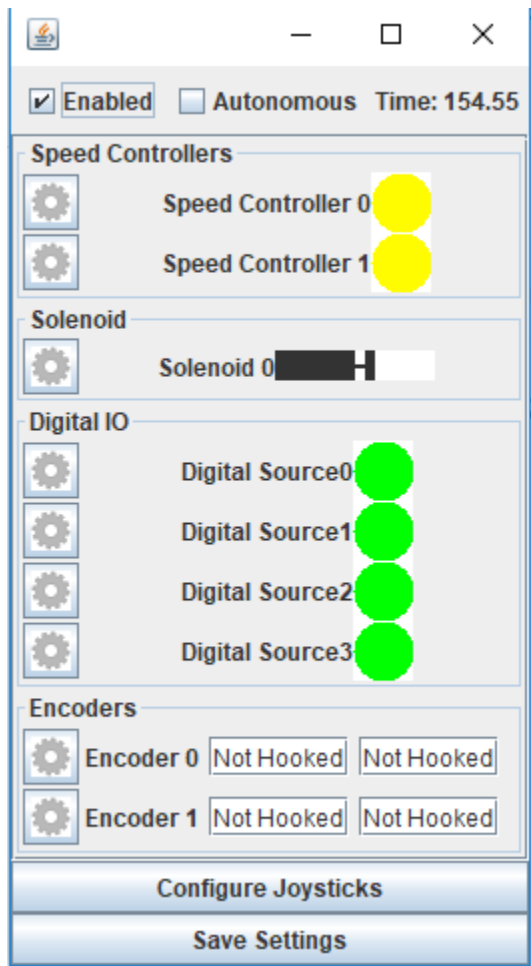 Enabled Autonomous Time: 154.55
Speed Controllers
Speed Controller 0
Speed Controller 1
Solenoid
Solenoid 0
Digital IO
Digital Source0
Digital Source1
Digital Source2
Digital Source3
Encoders
Encoder 0 Not Hooked Not Hooked
Encoder 1 Not Hooked Not Hooked
Configure Joysticks
Save Settings